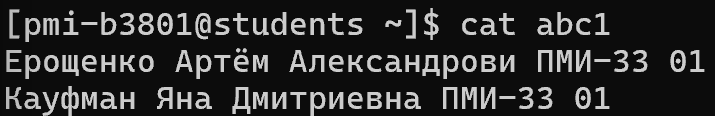 [pmi-b3801@students ~]$ cat abc1
Ерощенко Артём Александрови ПМИ-33 01
Кауфман Яна Дмитриевна ПМИ-33 01